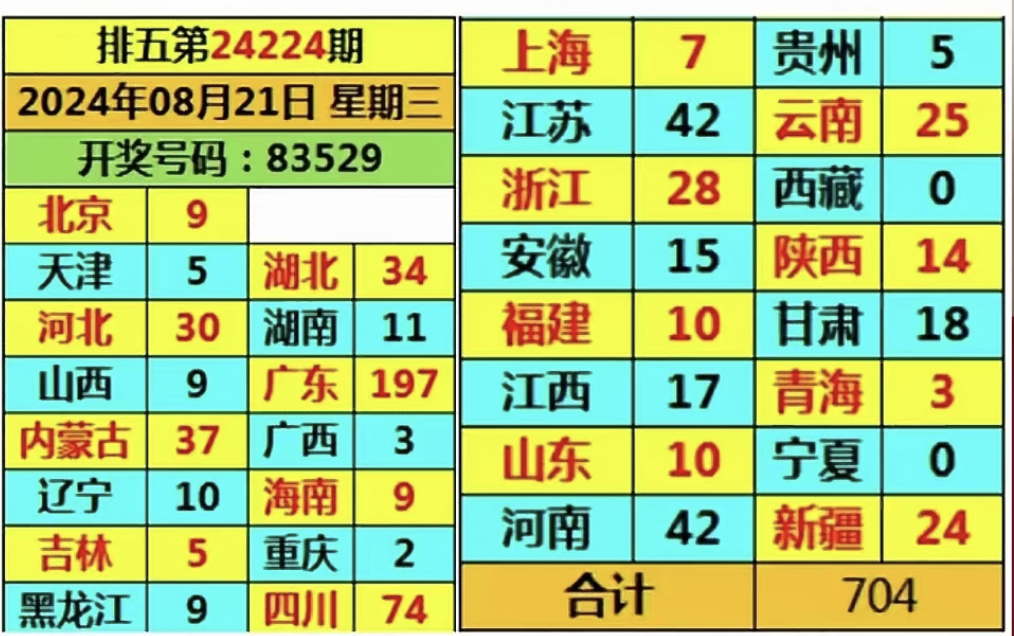 排五第24224期
2024年08月21日 星期三
开奖号码：83529
北京 9
天津 5 湖北 34
河北 30 湖南 11
山西 9 广东 197
内蒙古 37 广西 3
辽宁 10 海南 9
吉林 5 重庆 2
黑龙江 9 四川 74
上海 7 贵州 5
江苏 42 云南 25
浙江 28 西藏 0
安徽 15 陕西 14
福建 10 甘肃 18
江西 17 青海 3
山东 10 宁夏 0
河南 42 新疆 24
合计 704